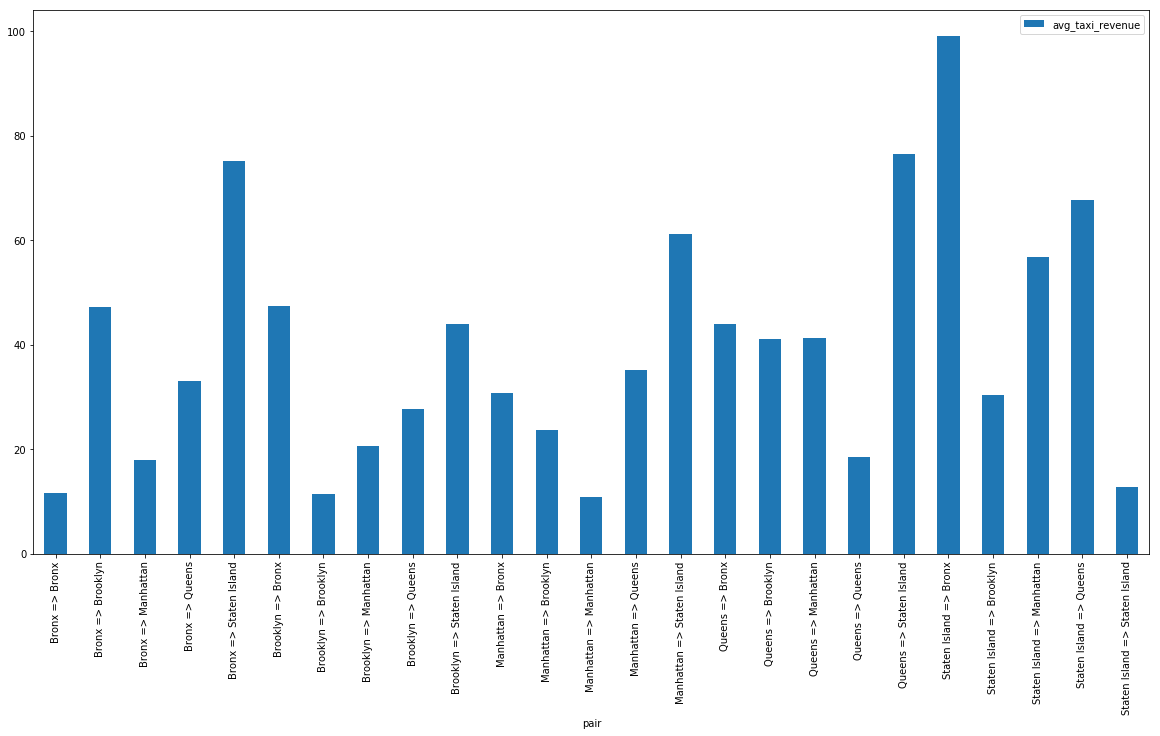 avg_taxi_revenue
100
80
60
40
20
0
Bronx => Bronx
Bronx => Brooklyn
Bronx => Manhattan
Bronx => Queens
Bronx => Staten Island
Brooklyn => Bronx
Brooklyn => Brooklyn
Brooklyn => Manhattan
Brooklyn => Queens
Brooklyn => Staten Island
Manhattan => Bronx
Manhattan => Brooklyn
Manhattan => Manhattan
Manhattan => Queens
Manhattan => Staten Island
Queens => Bronx
Queens => Brooklyn
Queens => Manhattan
Queens => Queens
Queens => Staten Island
Staten Island => Bronx
Staten Island => Brooklyn
Staten Island => Manhattan
Staten Island => Queens
Staten Island => Staten Island
pair